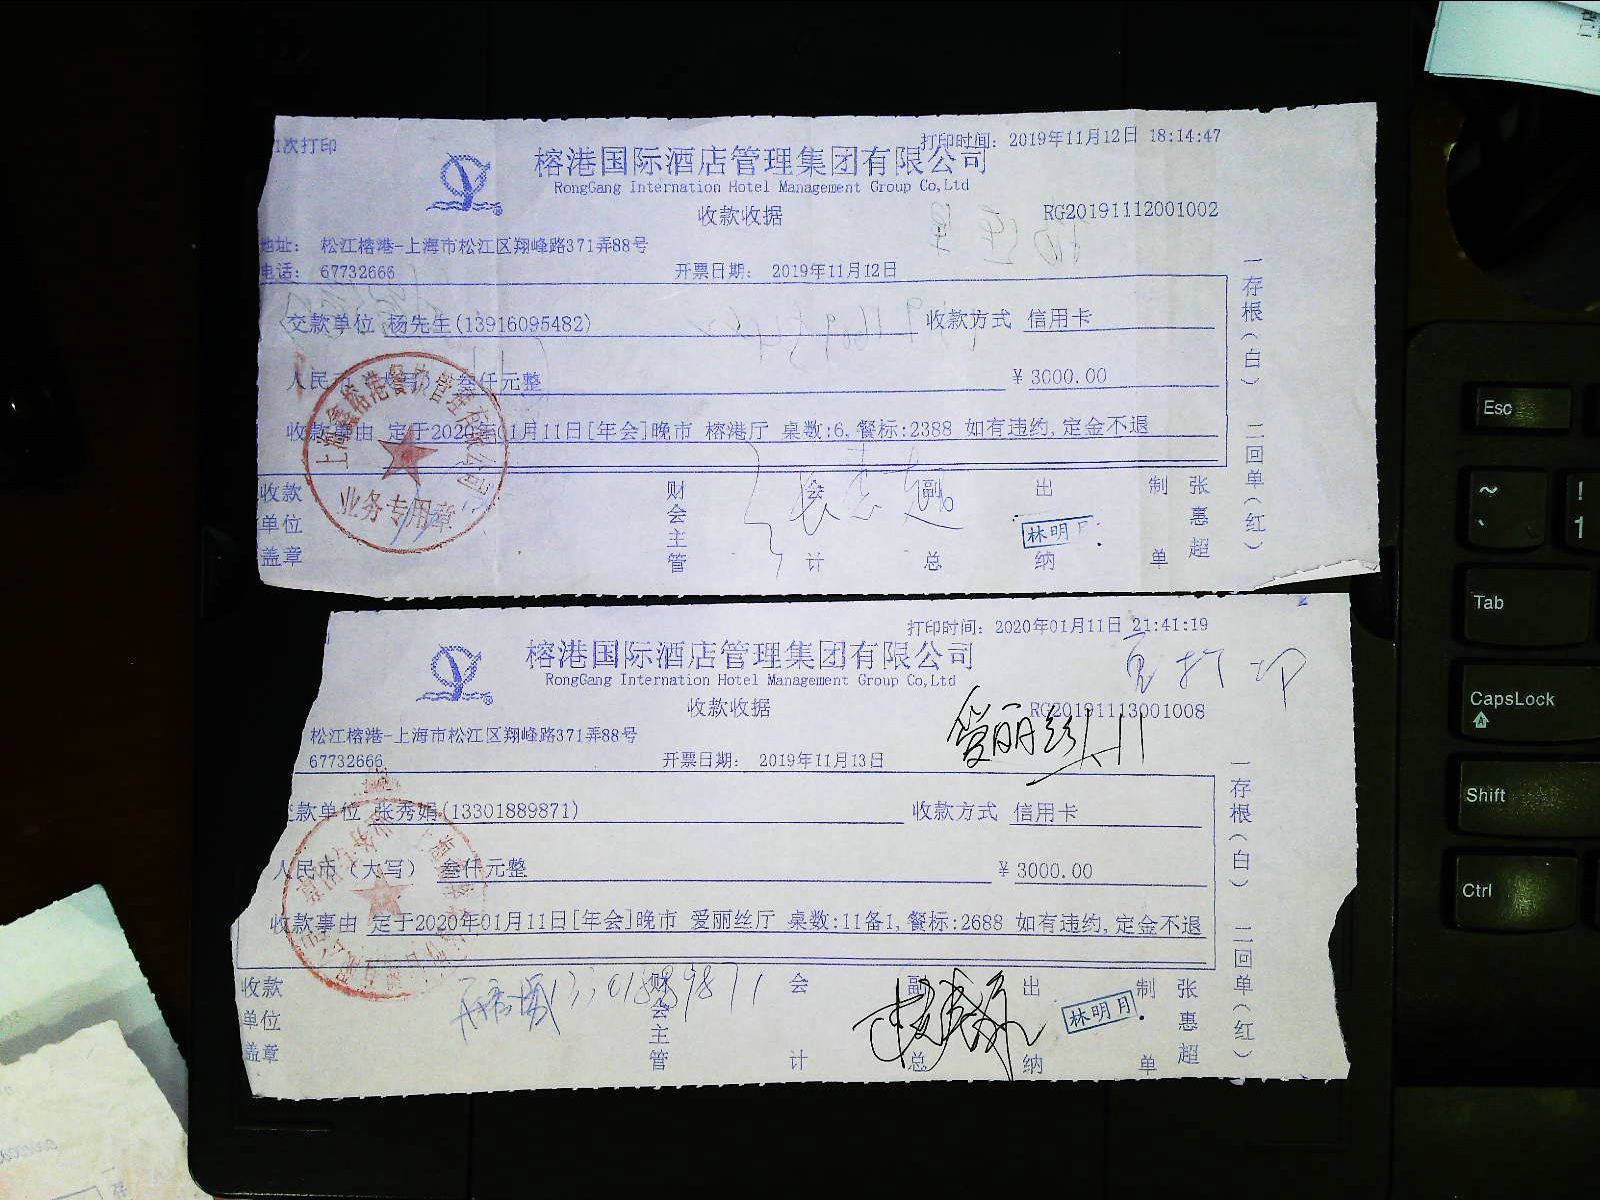 次打印
打印时间: 2019年11月12日 18:14:47
榕港国际酒店管理集团有限公司
RongGang Internation Hotel Management Group Co,Ltd
收款收据
RG20191112001002
地址: 松江榕港-上海市松江区翔峰路371弄88号
电话: 67732666
开票日期: 2019年11月12日
交款单位 杨先生(13916095482) 收款方式 信用卡
人民 大写) 叁仟元整 ¥ 3000.00
收款事由 定于2020年01月11日[年会]晚市 榕港厅 桌数:6,餐标:2388 如有违约,定金不退
业务专用章
收款单位盖章 财会主管 会计 副总 出纳 制单 张惠超
林明月
一存根(白) 二回单(红)
打印时间: 2020年01月11日 21:41:19
榕港国际酒店管理集团有限公司
RongGang Internation Hotel Management Group Co,Ltd
收款收据
RG20191113001008
松江榕港-上海市松江区翔峰路371弄88号
67732666
开票日期: 2019年11月13日
款单位 张秀娟(13301889871) 收款方式 信用卡
人民币(大写) 叁仟元整 ¥ 3000.00
收款事由 定于2020年01月11日[年会]晚市 爱丽丝厅 桌数:11备1,餐标:2688 如有违约,定金不退
13301889871
收款单位盖章 财会主管 会计 副总 出纳 制单 张惠超
林明月
一存根(白) 二回单(红)
Esc
~
`
!
1
Tab
CapsLock
Shift
Ctrl